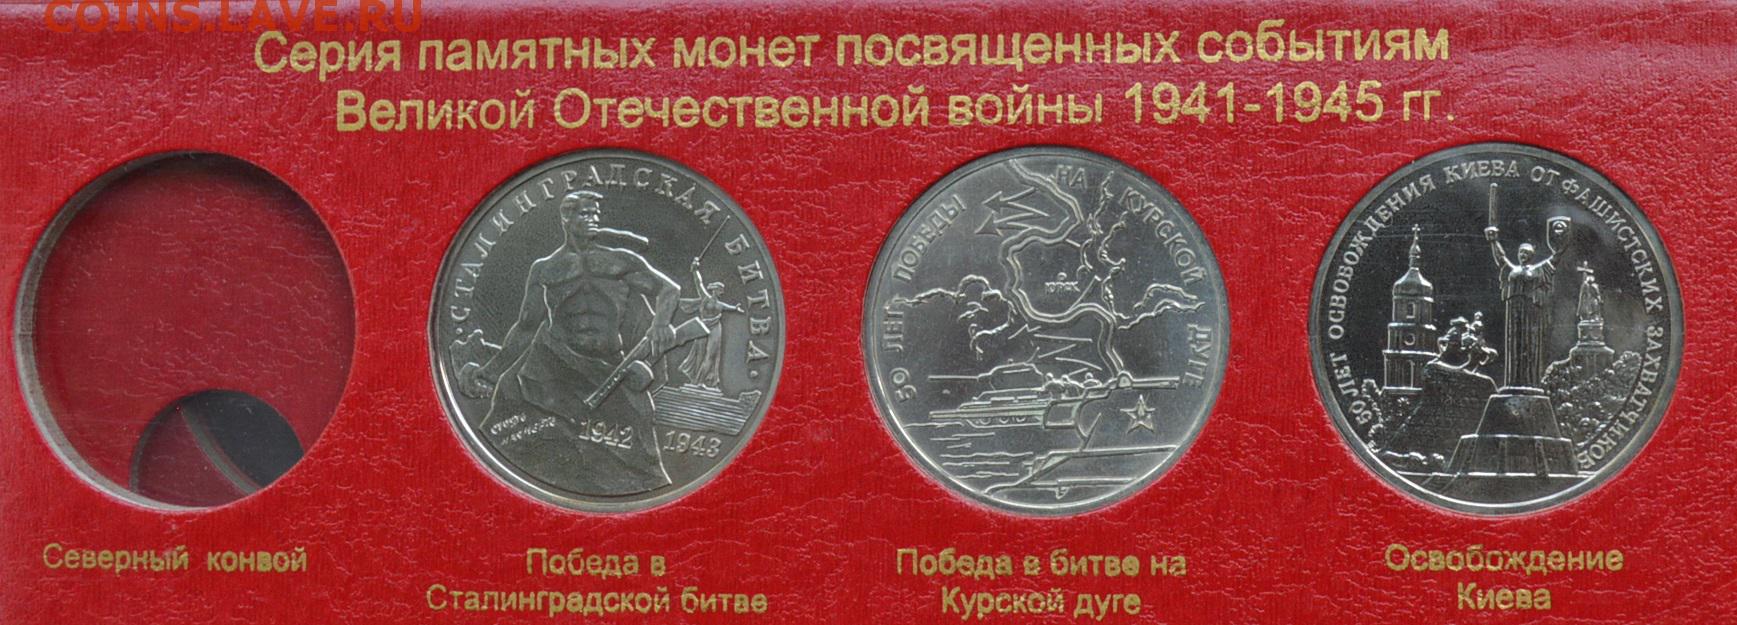 COINS.LAVE.RU
Серия памятных монет посвященных событиям
Великой Отечественной войны 1941-1945 гг.
·СТАЛИНГРАДСКАЯ БИТВА·
СТОЯТЬ
НАСМЕРТЬ
1942 1943
50 ЛЕТ ПОБЕДЫ НА КУРСКОЙ ДУГЕ
КУРСК
50 ЛЕТ ОСВОБОЖДЕНИЯ КИЕВА ОТ ФАШИСТСКИХ ЗАХВАТЧИКОВ
Северный конвой
Победа в
Сталинградской битве
Победа в битве на
Курской дуге
Освобождение
Киева